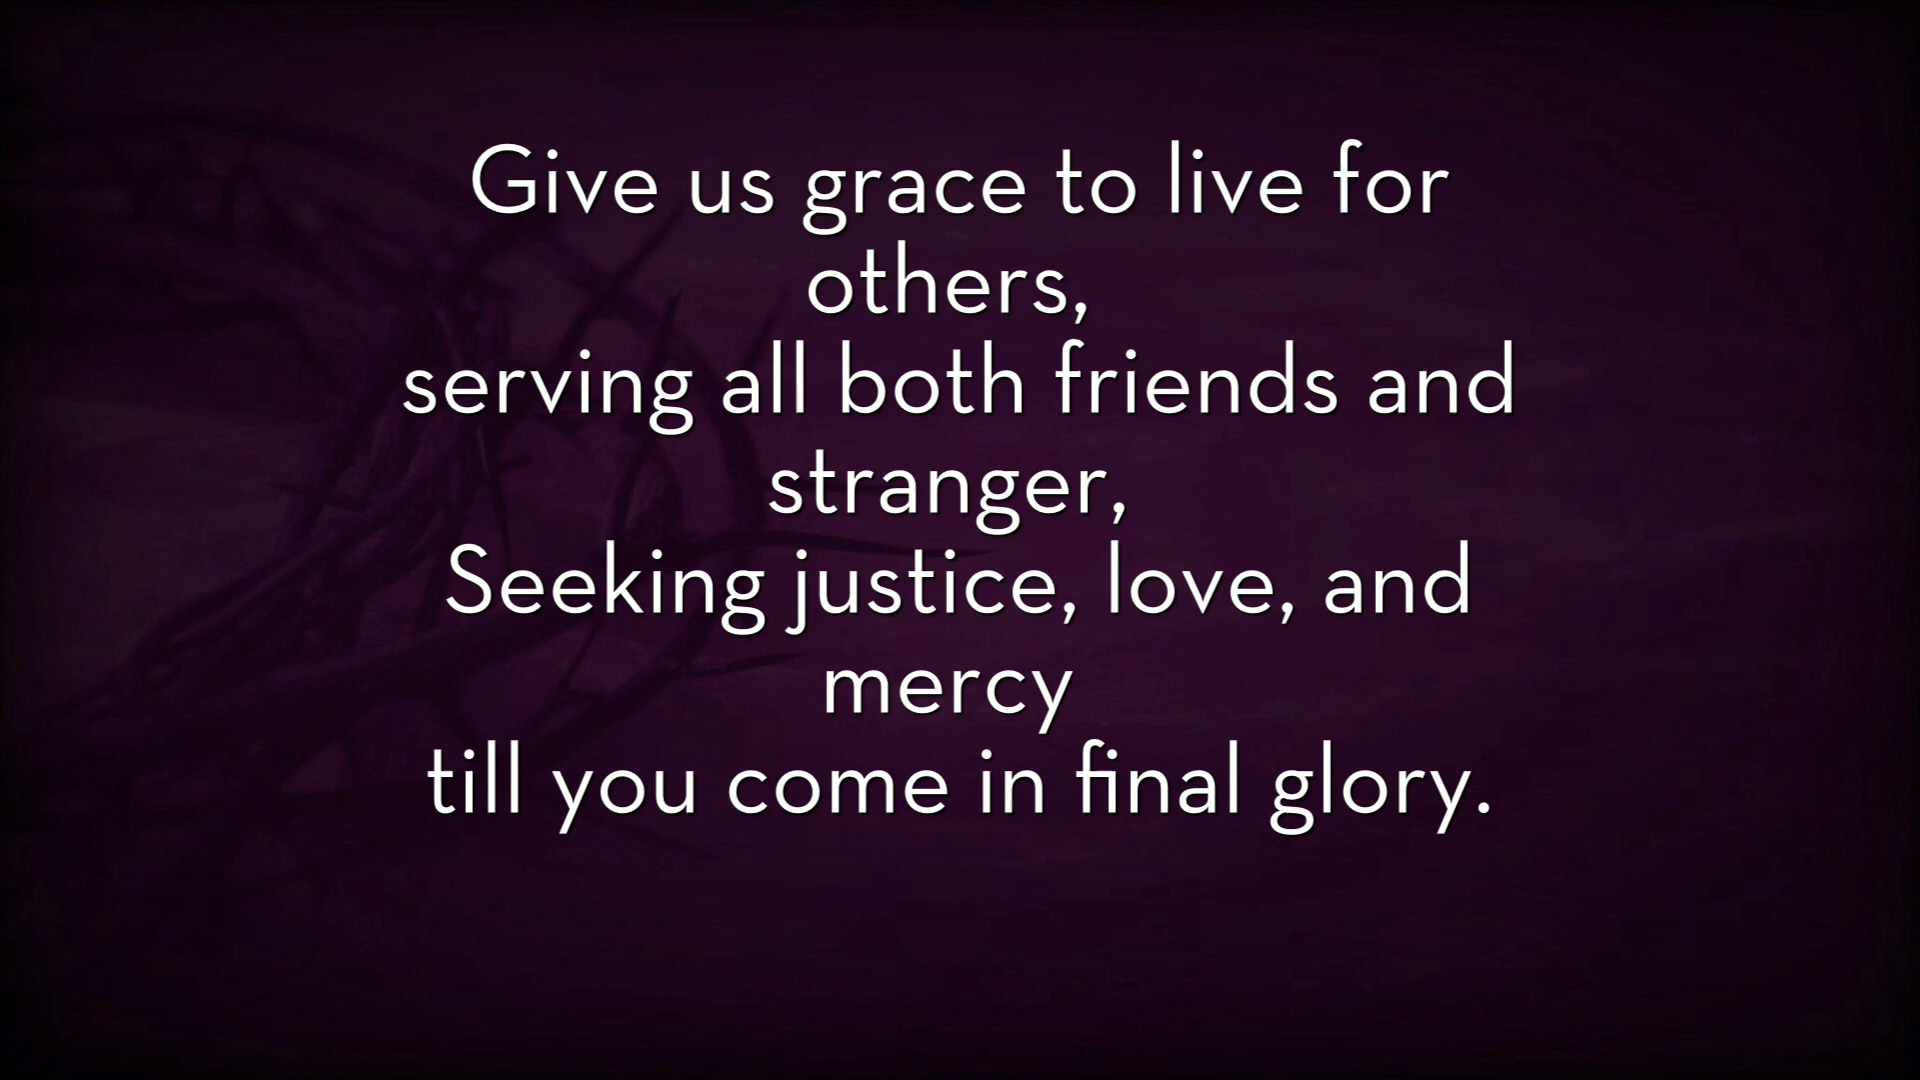 Give us grace to live for
others,
serving all both friends and
stranger,
Seeking justice, love, and
mercy
till you come in final glory.